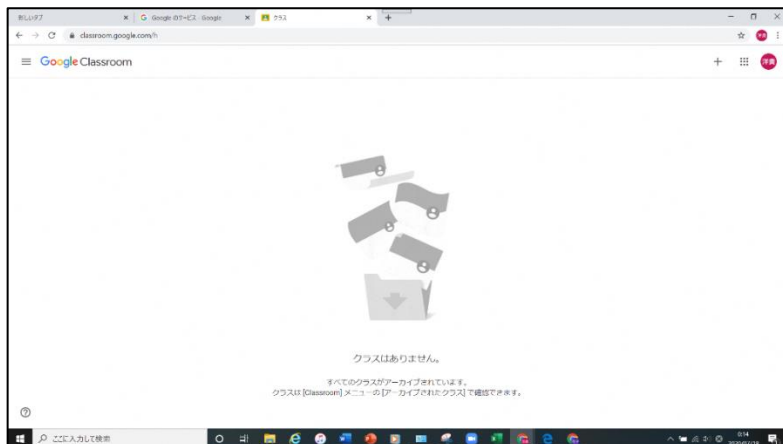 新しいタブ
Google のサービス - Google
クラス
classroom.google.com/h
Google Classroom
洋貴
クラスはありません。
すべてのクラスがアーカイブされています。
クラスは [Classroom] メニューの [アーカイブされたクラス] で確認できます。
ここに入力して検索